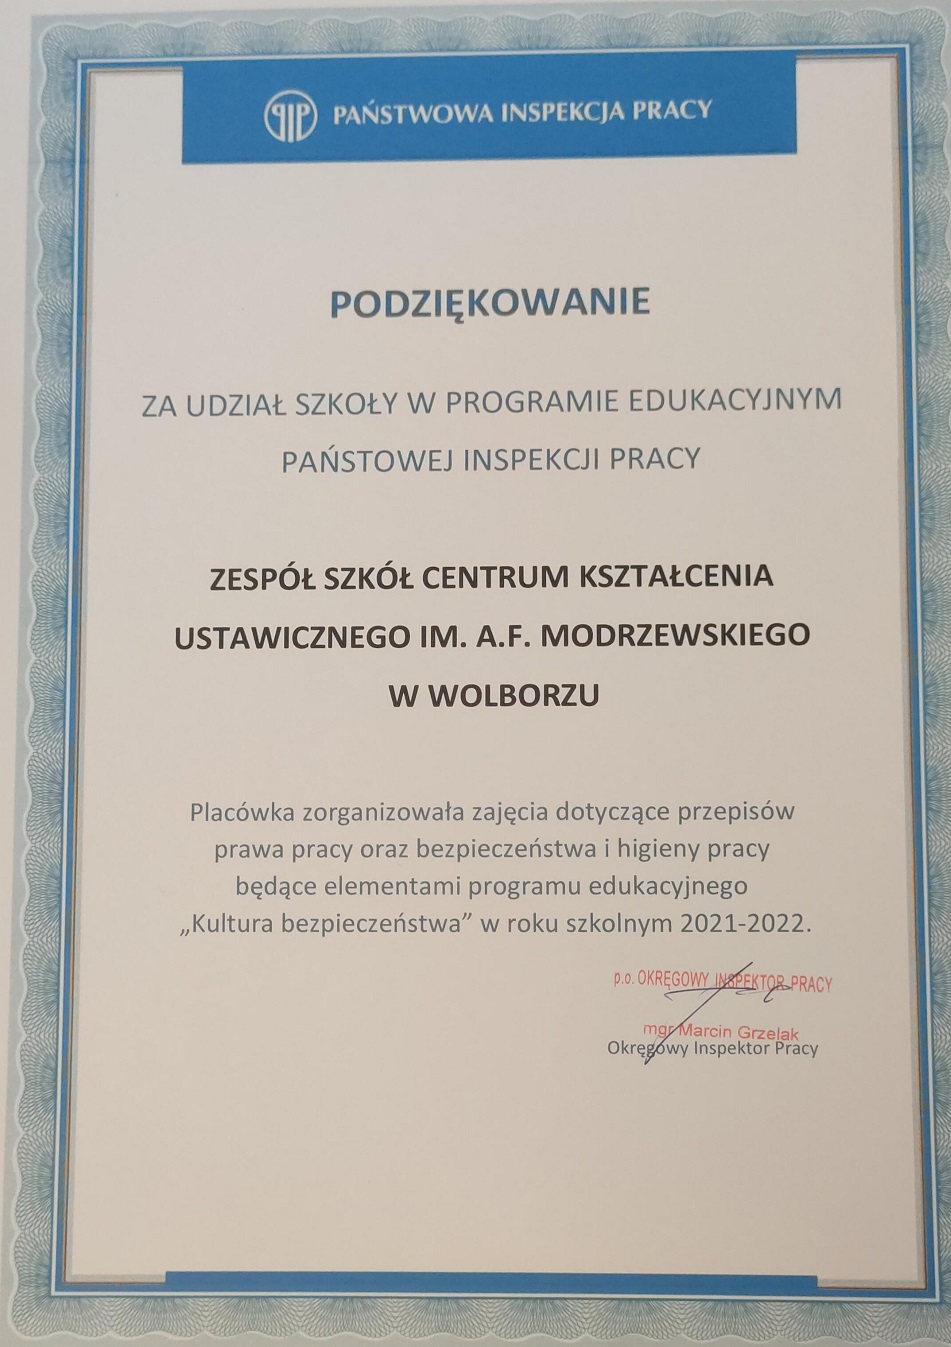 PIP PAŃSTWOWA INSPEKCJA PRACY
PODZIĘKOWANIE
ZA UDZIAŁ SZKOŁY W PROGRAMIE EDUKACYJNYM
PAŃSTOWEJ INSPEKCJI PRACY
ZESPÓŁ SZKÓŁ CENTRUM KSZTAŁCENIA
USTAWICZNEGO IM. A.F. MODRZEWSKIEGO
W WOLBORZU
Placówka zorganizowała zajęcia dotyczące przepisów
prawa pracy oraz bezpieczeństwa i higieny pracy
będące elementami programu edukacyjnego
„Kultura bezpieczeństwa” w roku szkolnym 2021-2022.
p.o. OKRĘGOWY INSPEKTOR PRACY
mgr Marcin Grzelak
Okręgowy Inspektor Pracy